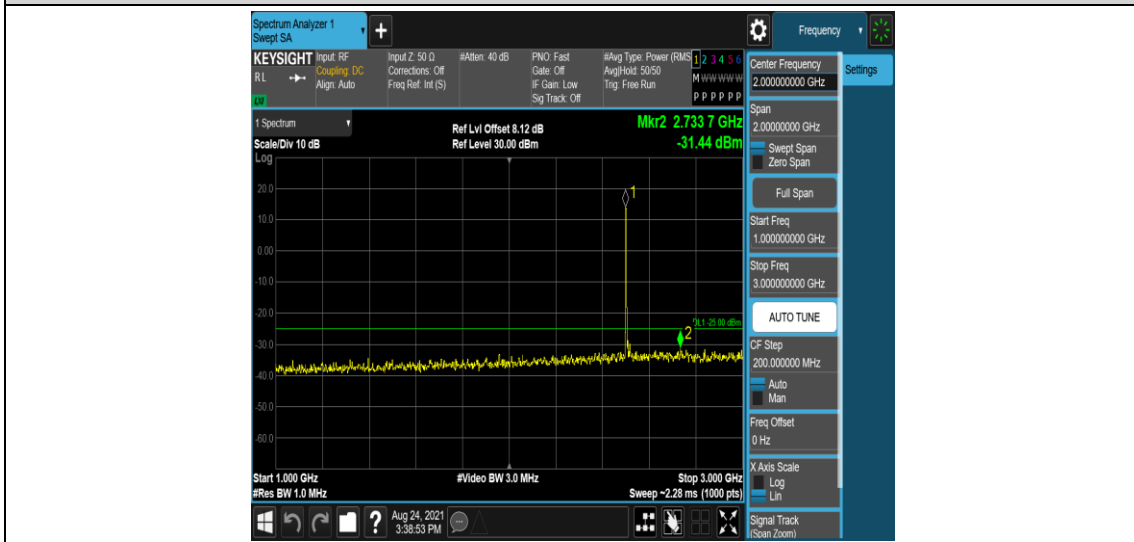 Spectrum Analyzer 1
Swept SA
+
Frequency
KEYSIGHT
RL
LXI
Input: RF
Coupling: DC
Align: Auto
Input Z: 50 Ω
Corrections: Off
Freq Ref: Int (S)
#Atten: 40 dB
PNO: Fast
Gate: Off
IF Gain: Low
Sig Track: Off
#Avg Type: Power (RMS
Avg|Hold: 50/50
Trig: Free Run
1 2 3 4 5 6
M W W W W W
P P P P P P
1 Spectrum
Scale/Div 10 dB
Log
Ref Lvl Offset 8.12 dB
Ref Level 30.00 dBm
Mkr2 2.733 7 GHz
-31.44 dBm
20.0
10.0
0.00
-10.0
-20.0
-30.0
-40.0
-50.0
-60.0
1
DL1 -25.00 dBm
2
Start 1.000 GHz
#Res BW 1.0 MHz
#Video BW 3.0 MHz
Stop 3.000 GHz
Sweep ~2.28 ms (1000 pts)
Center Frequency
2.000000000 GHz
Span
2.00000000 GHz
Swept Span
Zero Span
Full Span
Start Freq
1.000000000 GHz
Stop Freq
3.000000000 GHz
AUTO TUNE
CF Step
200.000000 MHz
Auto
Man
Freq Offset
0 Hz
X Axis Scale
Log
Lin
Signal Track
(Span Zoom)
Settings
?
Aug 24, 2021
3:38:53 PM